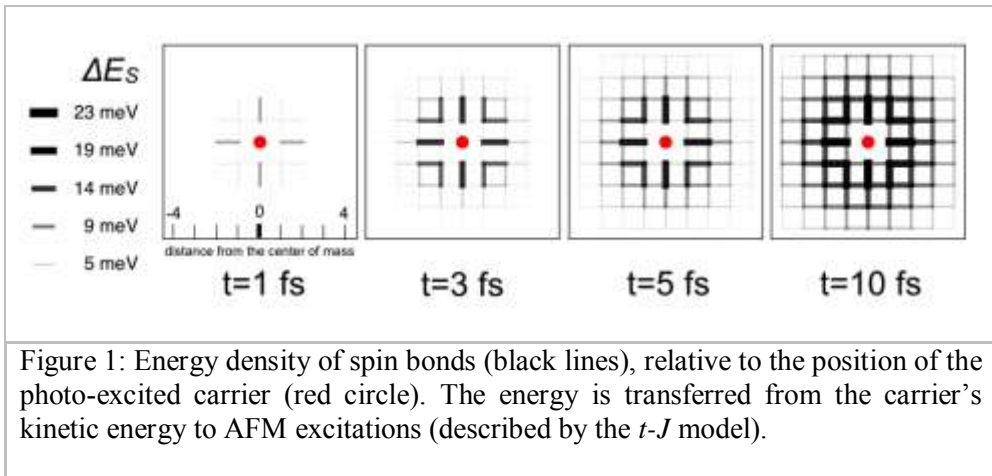 ΔES
23 meV
19 meV
14 meV
9 meV
5 meV
-4 0 4
distance from the center of mass
t=1 fs
t=3 fs
t=5 fs
t=10 fs
Figure 1: Energy density of spin bonds (black lines), relative to the position of the
photo-excited carrier (red circle). The energy is transferred from the carrier’s
kinetic energy to AFM excitations (described by the t-J model).